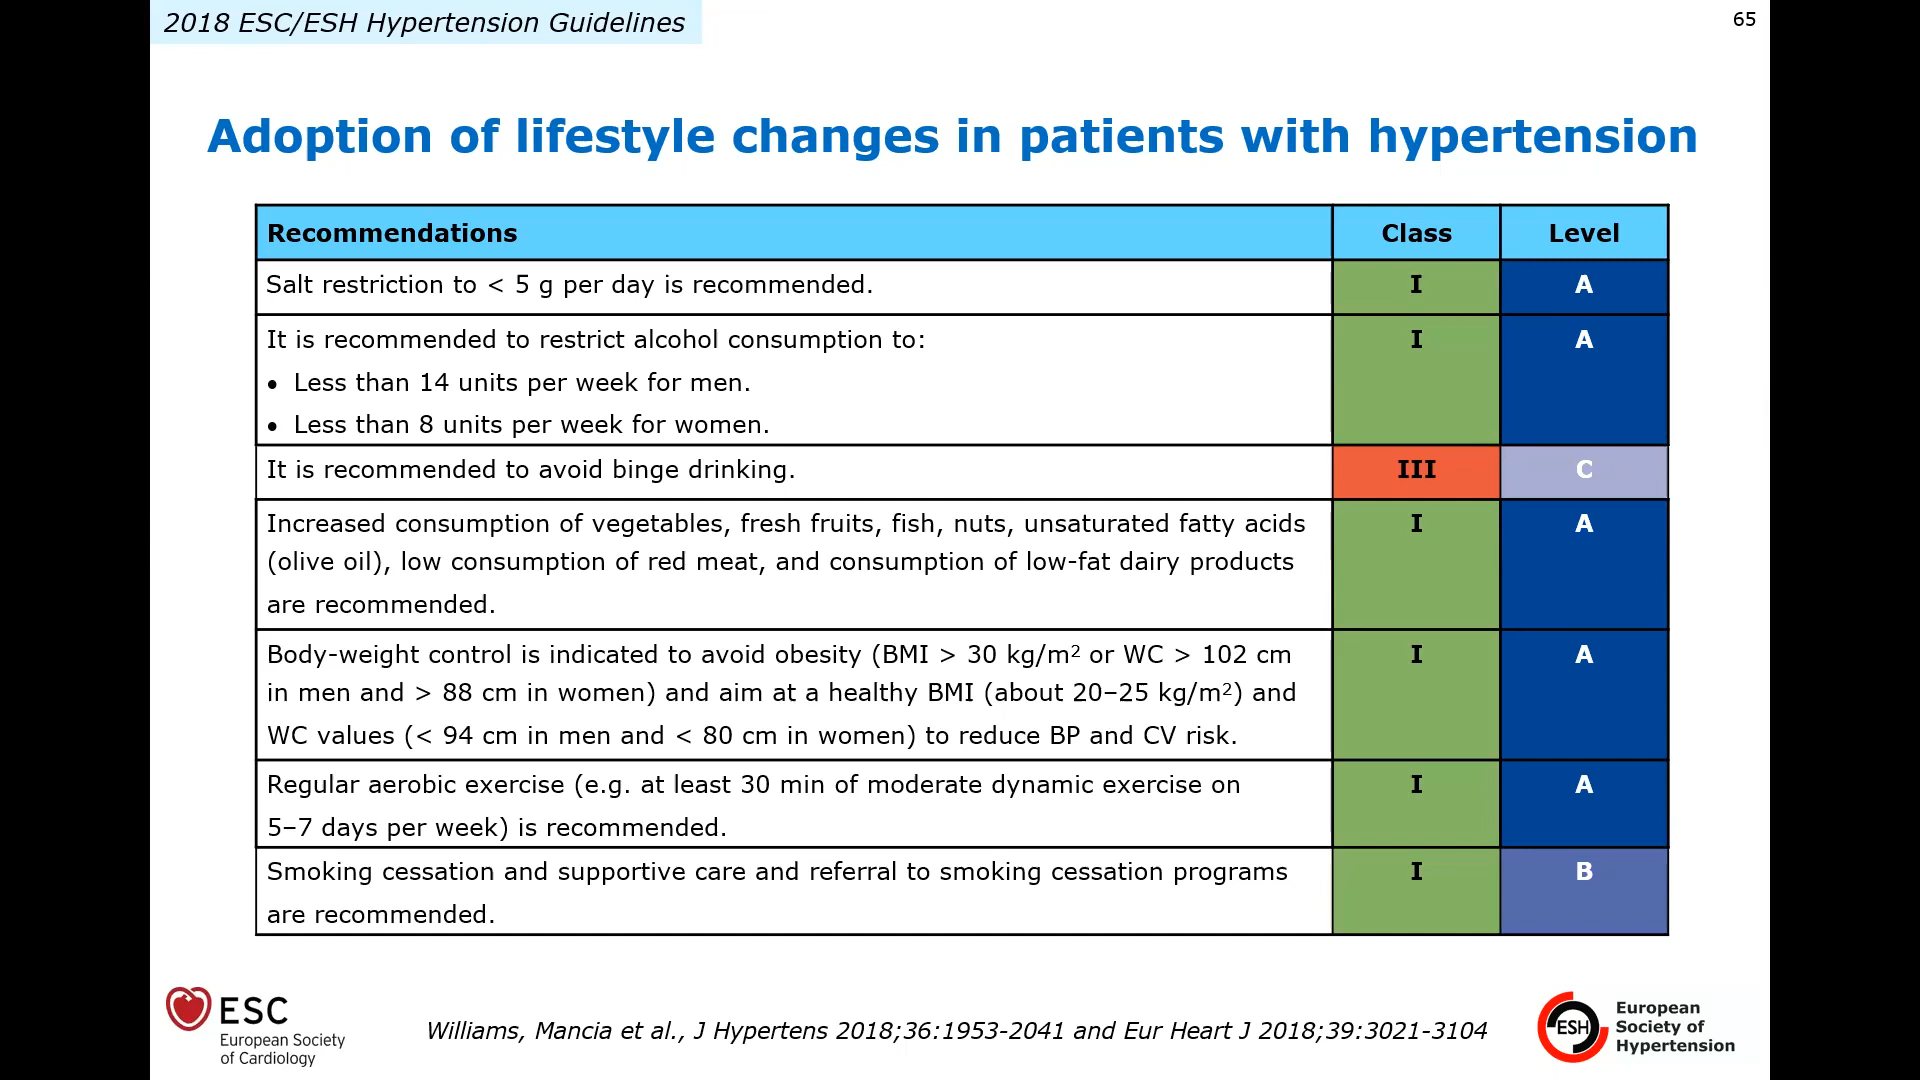 2018 ESC/ESH Hypertension Guidelines
65
Adoption of lifestyle changes in patients with hypertension
Recommendations Class Level
Salt restriction to < 5 g per day is recommended. I A
It is recommended to restrict alcohol consumption to: I A
• Less than 14 units per week for men.
• Less than 8 units per week for women.
It is recommended to avoid binge drinking. III C
Increased consumption of vegetables, fresh fruits, fish, nuts, unsaturated fatty acids I A
(olive oil), low consumption of red meat, and consumption of low-fat dairy products
are recommended.
Body-weight control is indicated to avoid obesity (BMI > 30 kg/m² or WC > 102 cm I A
in men and > 88 cm in women) and aim at a healthy BMI (about 20–25 kg/m²) and
WC values (< 94 cm in men and < 80 cm in women) to reduce BP and CV risk.
Regular aerobic exercise (e.g. at least 30 min of moderate dynamic exercise on I A
5–7 days per week) is recommended.
Smoking cessation and supportive care and referral to smoking cessation programs I B
are recommended.
ESC
European Society
of Cardiology
Williams, Mancia et al., J Hypertens 2018;36:1953-2041 and Eur Heart J 2018;39:3021-3104
ESH
European
Society of
Hypertension